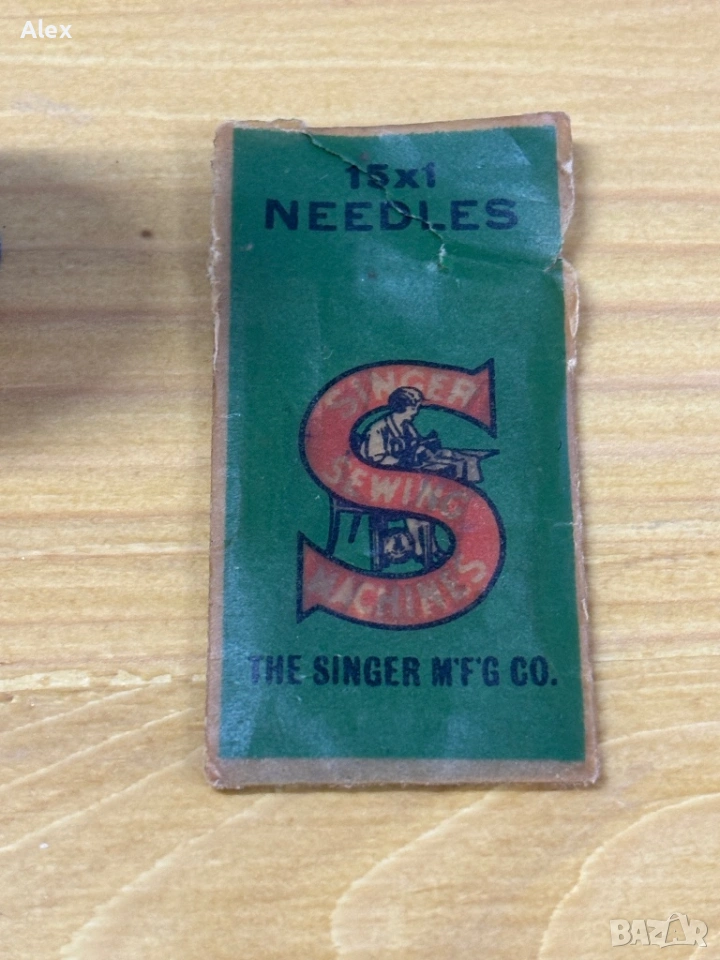 Alex
15x1
NEEDLES
SINGER
SEWING
MACHINES
THE SINGER M'F'G CO.
BAZAR